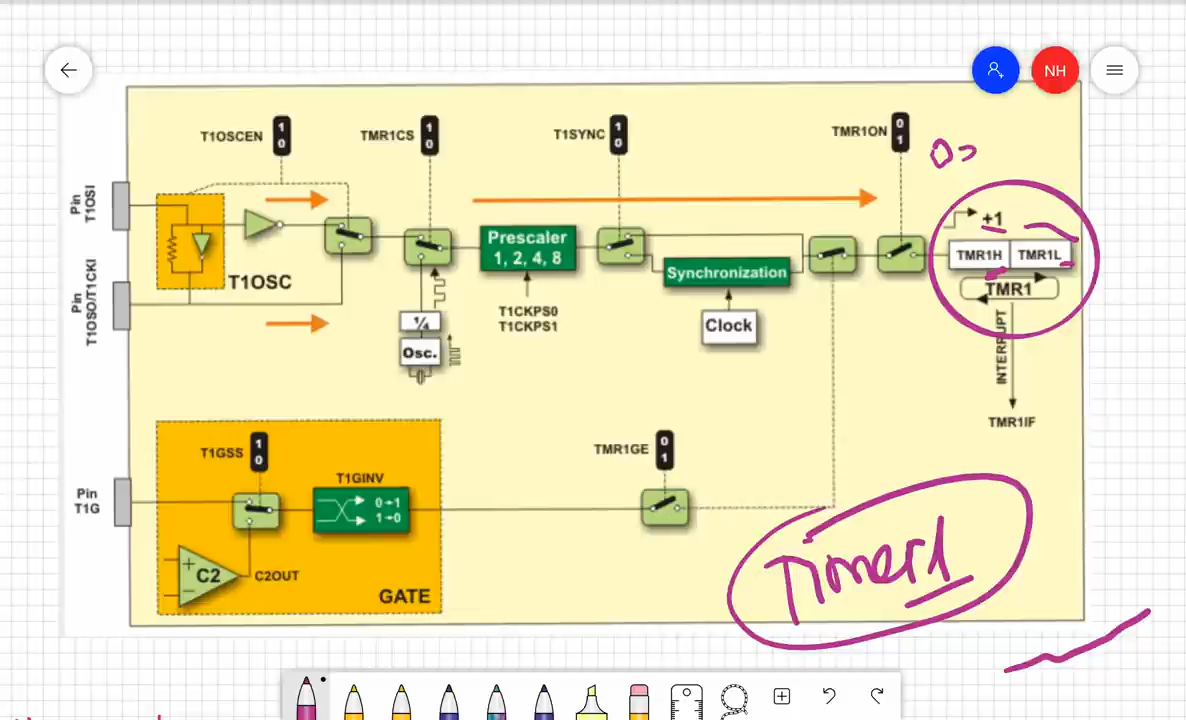 NH
T1OSCEN 1 0
TMR1CS 1 0
T1SYNC 1 0
TMR1ON 0 1
Pin T1OSI
+1
Prescaler
1, 2, 4, 8
TMR1H TMR1L
Synchronization
T1OSC
TMR1
Pin T1OSO/T1CKI
¼
T1CKPS0
T1CKPS1
Clock
Osc.
INTERRUPT
TMR1IF
T1GSS 1 0
TMR1GE 0 1
T1GINV
Pin
T1G
0→1
1→0
+
C2
−
C2OUT
GATE
Timer1